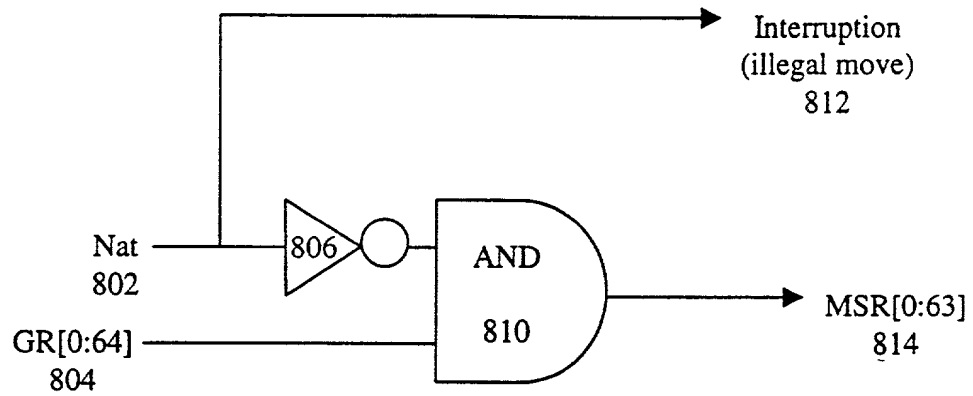 Interruption
(illegal move)
812
Nat
802
806
AND
810
GR[0:64]
804
MSR[0:63]
814